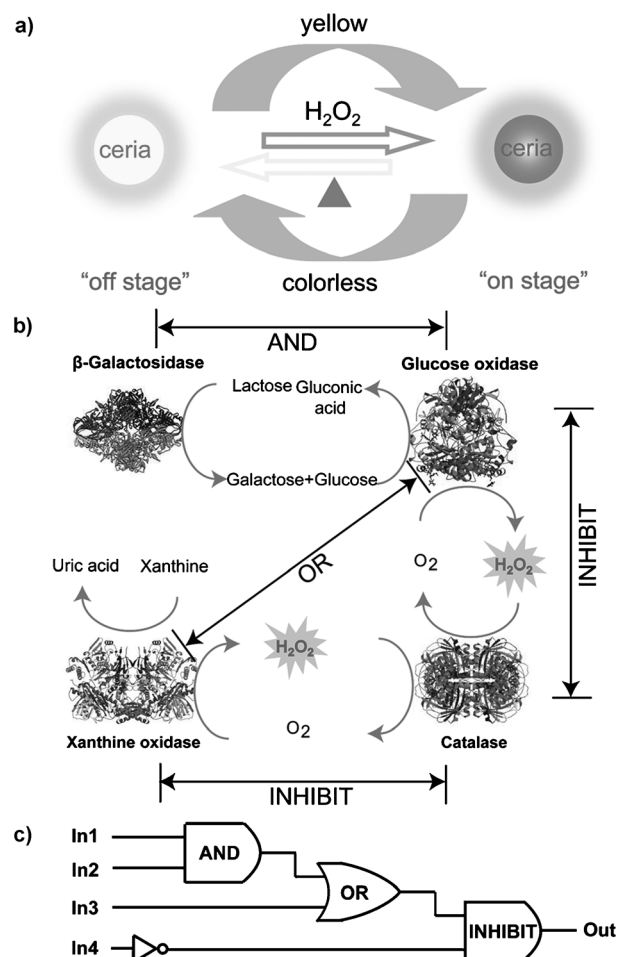 a)
yellow
H₂O₂
ceria
ceria
"off stage"
colorless
"on stage"
b)
AND
β-Galactosidase
Glucose oxidase
Lactose
Gluconic
acid
Galactose+Glucose
OR
INHIBIT
Uric acid
Xanthine
O₂
H₂O₂
H₂O₂
O₂
Xanthine oxidase
Catalase
INHIBIT
c)
In1
In2
AND
In3
OR
In4
INHIBIT
Out